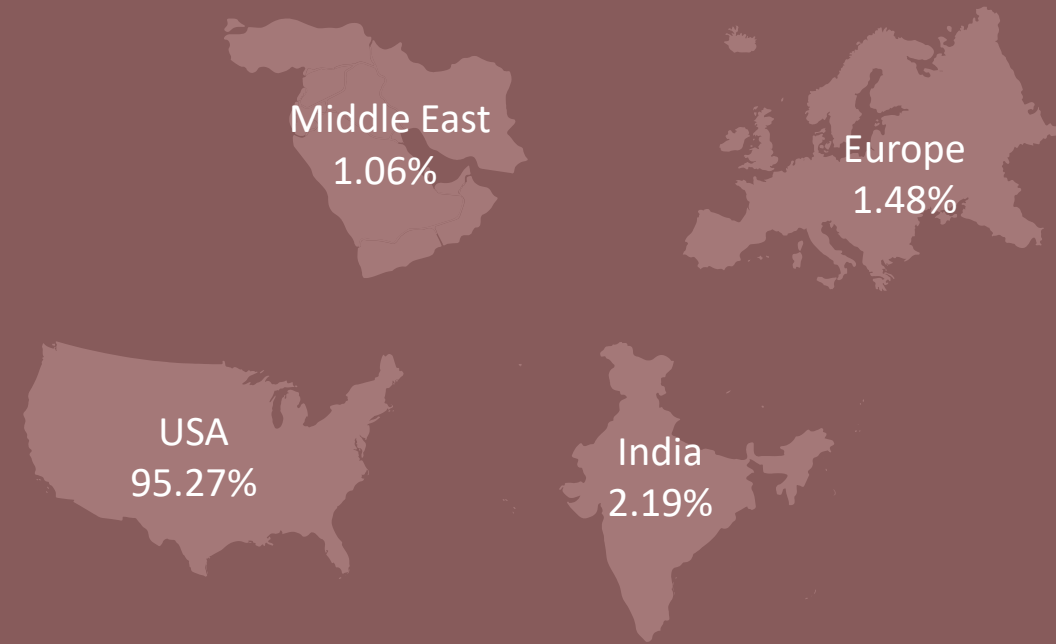 Middle East
1.06%
Europe
1.48%
USA
95.27%
India
2.19%